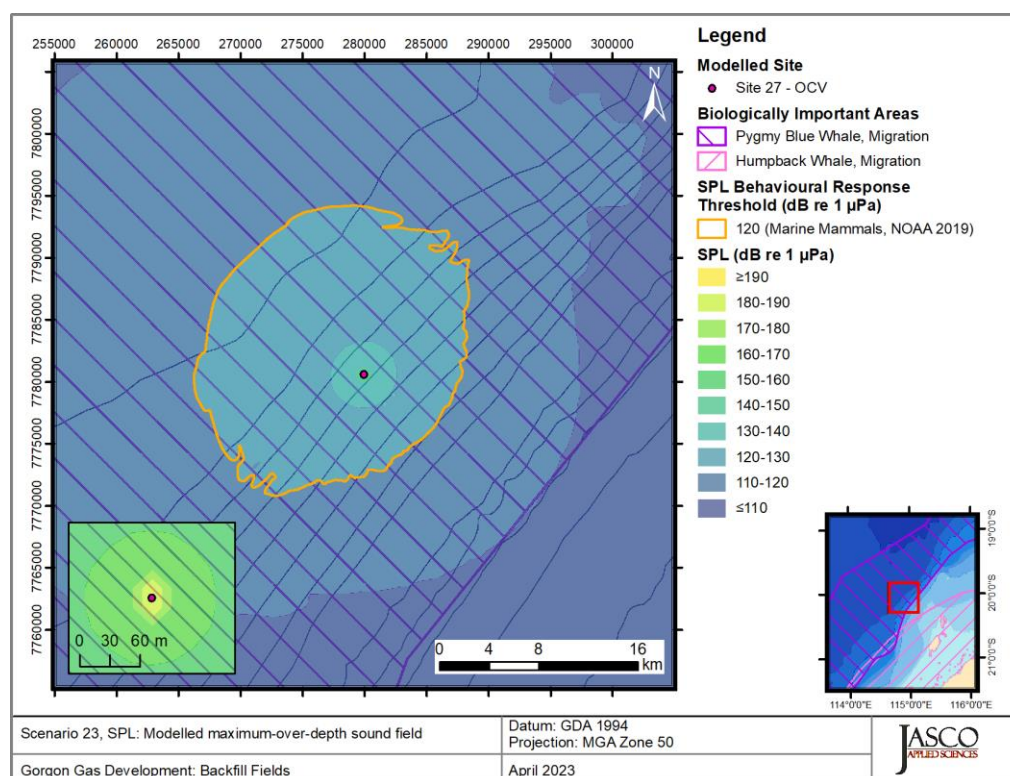 255000 260000 265000 270000 275000 280000 285000 290000 295000 300000
7800000
7795000
7790000
7785000
7780000
7775000
7770000
7765000
7760000
N
0 30 60 m
0 4 8 16
km
Legend
Modelled Site
Site 27 - OCV
Biologically Important Areas
Pygmy Blue Whale, Migration
Humpback Whale, Migration
SPL Behavioural Response
Threshold (dB re 1 µPa)
120 (Marine Mammals, NOAA 2019)
SPL (dB re 1 µPa)
≥190
180-190
170-180
160-170
150-160
140-150
130-140
120-130
110-120
≤110
19°0'0"S
20°0'0"S
21°0'0"S
114°0'0"E 115°0'0"E 116°0'0"E
Scenario 23, SPL: Modelled maximum-over-depth sound field
Datum: GDA 1994
Projection: MGA Zone 50
Gorgon Gas Development: Backfill Fields
April 2023
JASCO
APPLIED SCIENCES